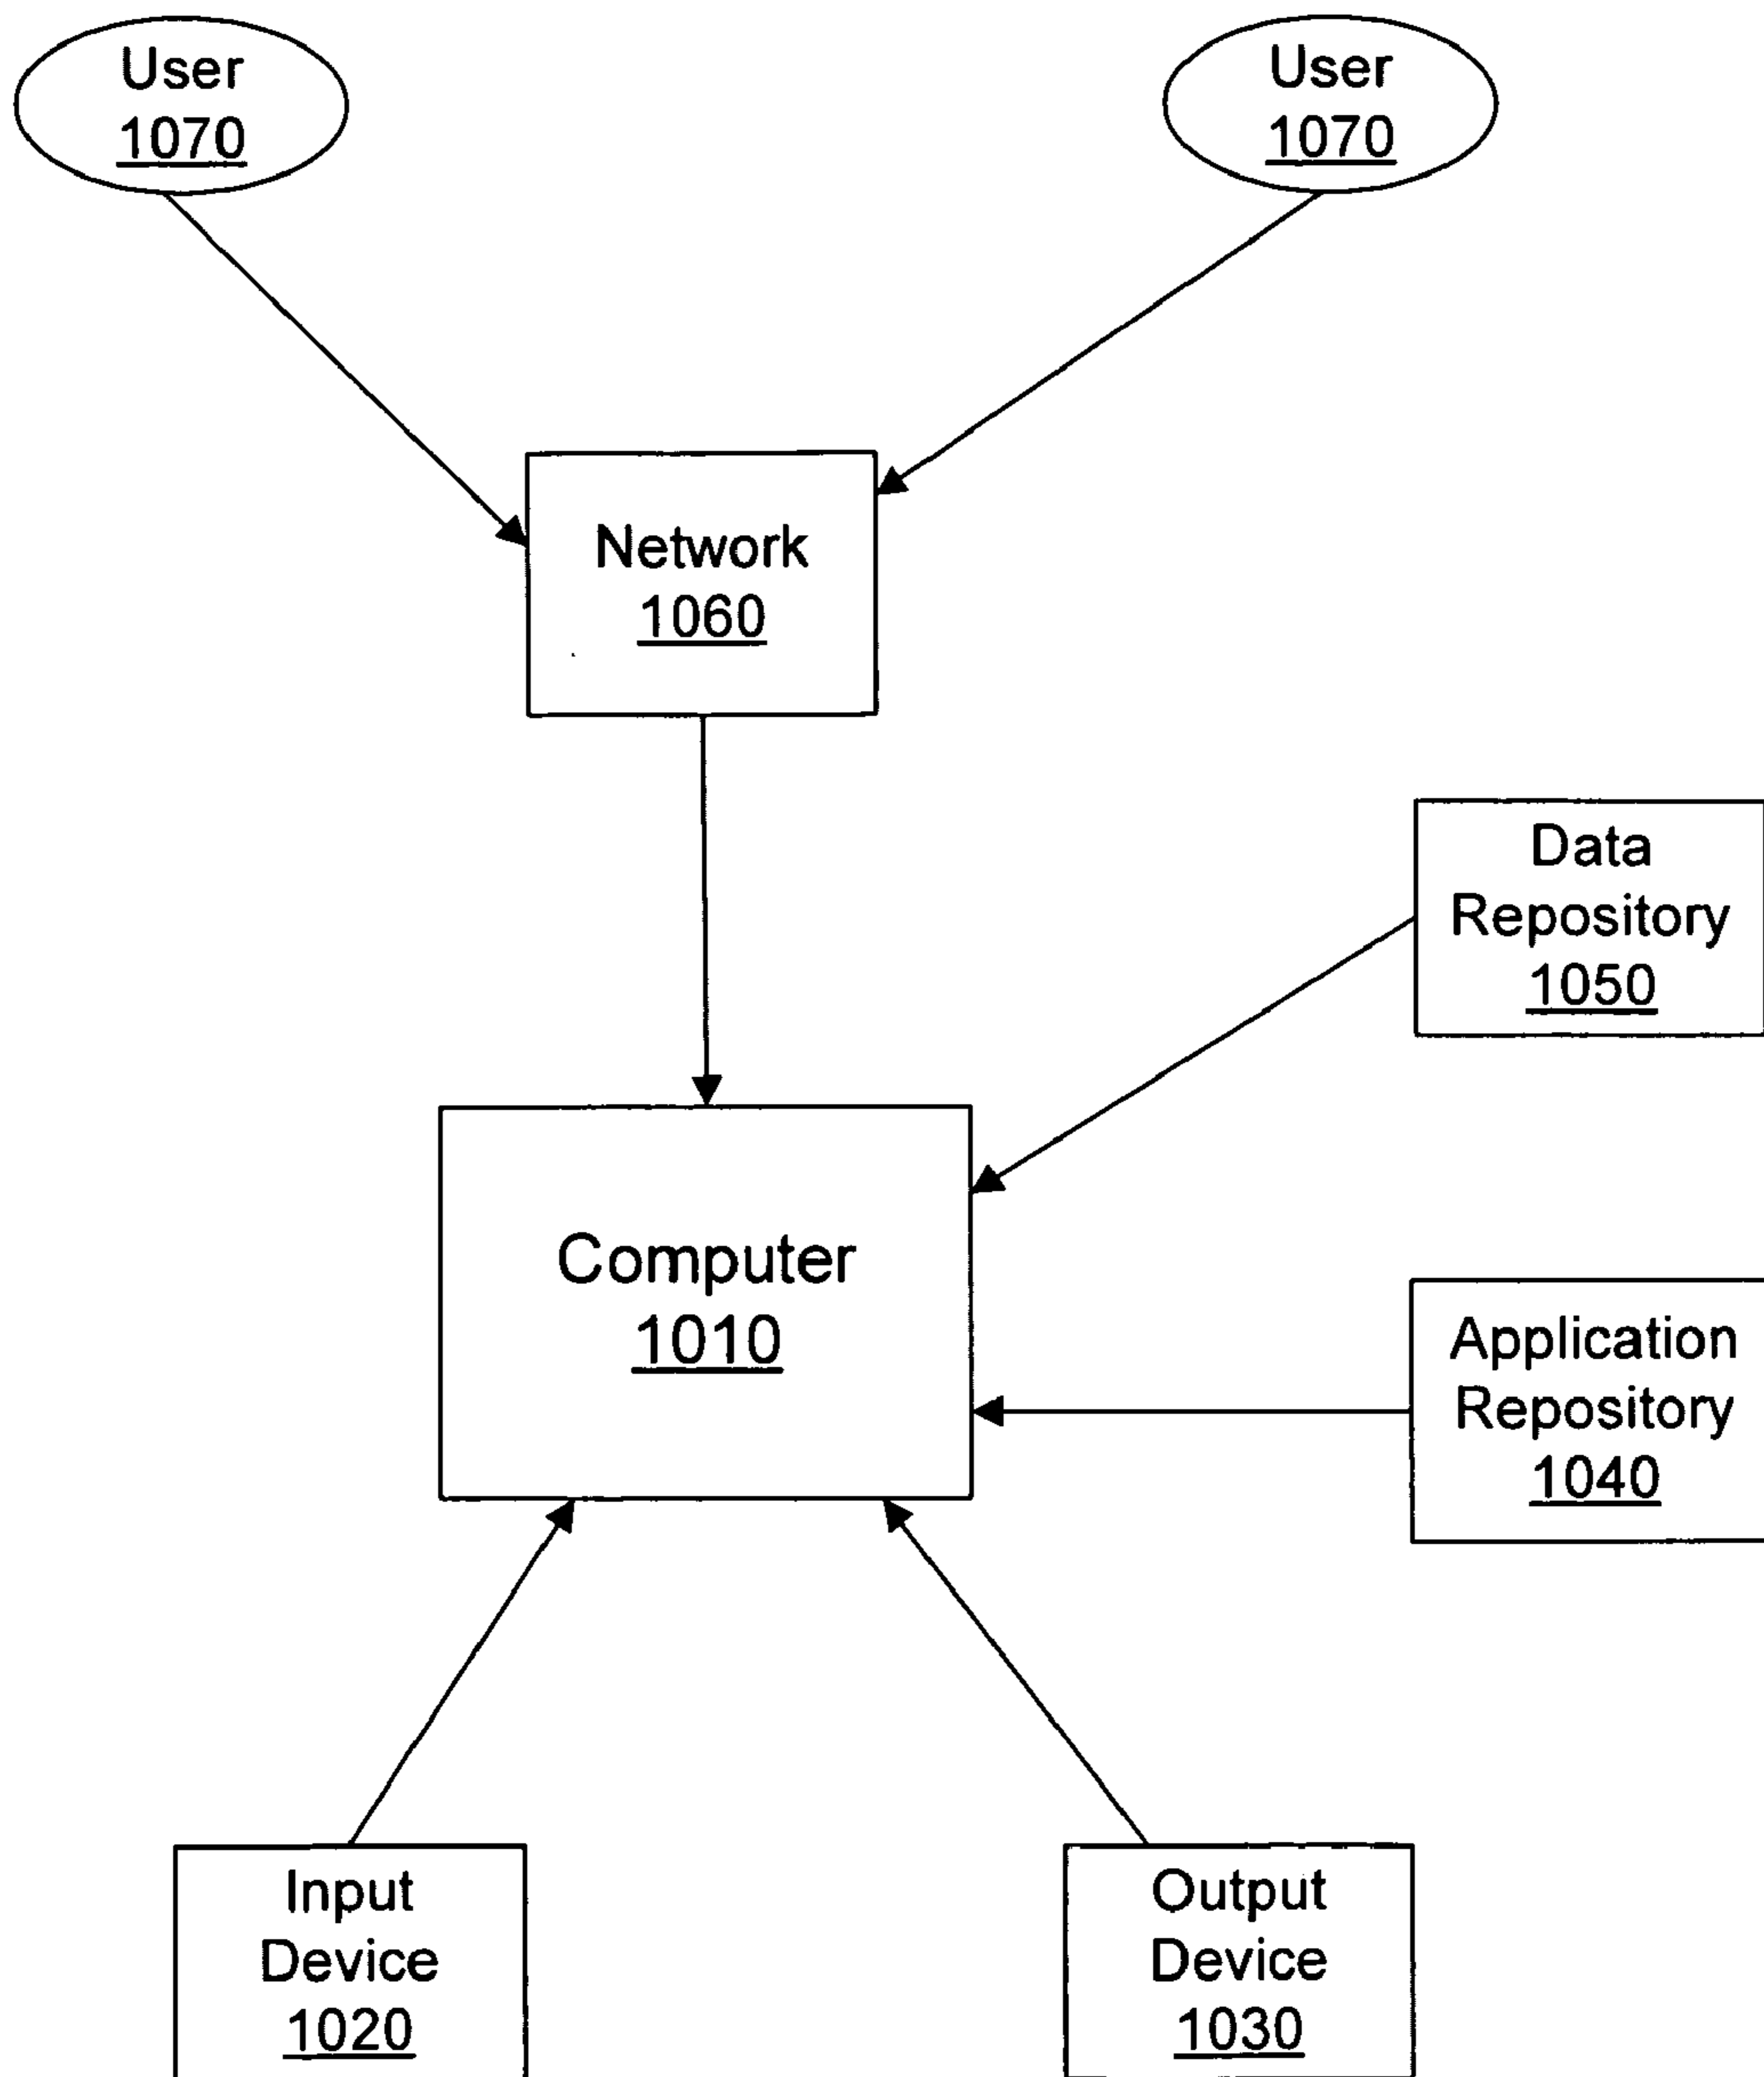 User
1070
User
1070
Network
1060
Data
Repository
1050
Computer
1010
Application
Repository
1040
Input
Device
1020
Output
Device
1030